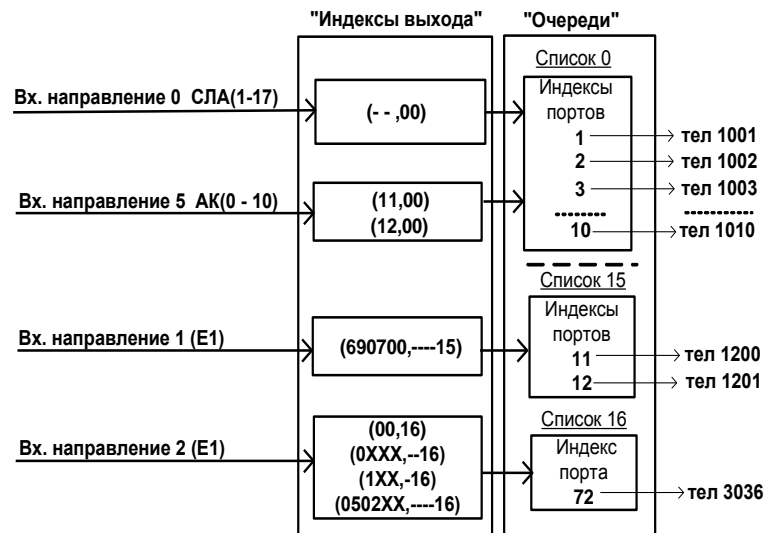 "Индексы выхода"
"Очереди"
Список 0
Вх. направление 0 СЛА(1-17)
(- - ,00)
Индексы
портов
1
тел 1001
2
тел 1002
3
тел 1003
10
тел 1010
Вх. направление 5 АК(0 - 10)
(11,00)
(12,00)
Список 15
Вх. направление 1 (Е1)
(690700,----15)
Индексы
портов
11
тел 1200
12
тел 1201
Список 16
Вх. направление 2 (Е1)
(00,16)
(0XXX,--16)
(1XX,-16)
(0502XX,----16)
Индекс
порта
72
тел 3036